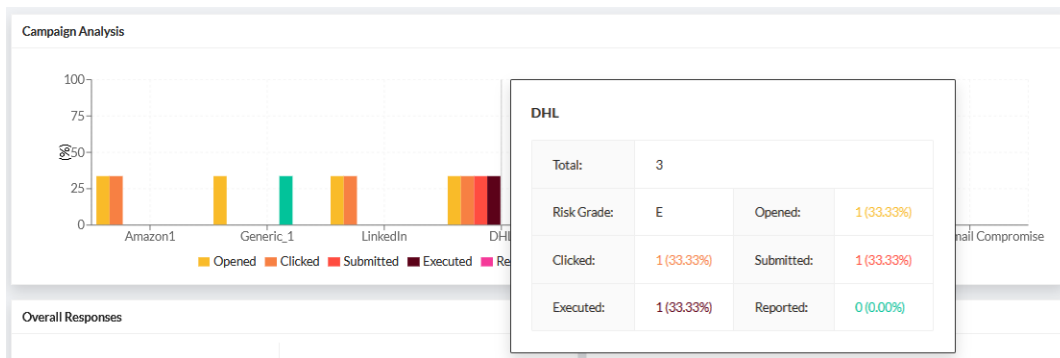 Campaign Analysis
100
75
(%)
50
25
0
Amazon1 Generic_1 LinkedIn DHL
Opened Clicked Submitted Executed Re
DHL
Total: 3
Risk Grade: E Opened: 1 (33.33%)
Clicked: 1 (33.33%) Submitted: 1 (33.33%)
Executed: 1 (33.33%) Reported: 0 (0.00%)
Compromise
Overall Responses